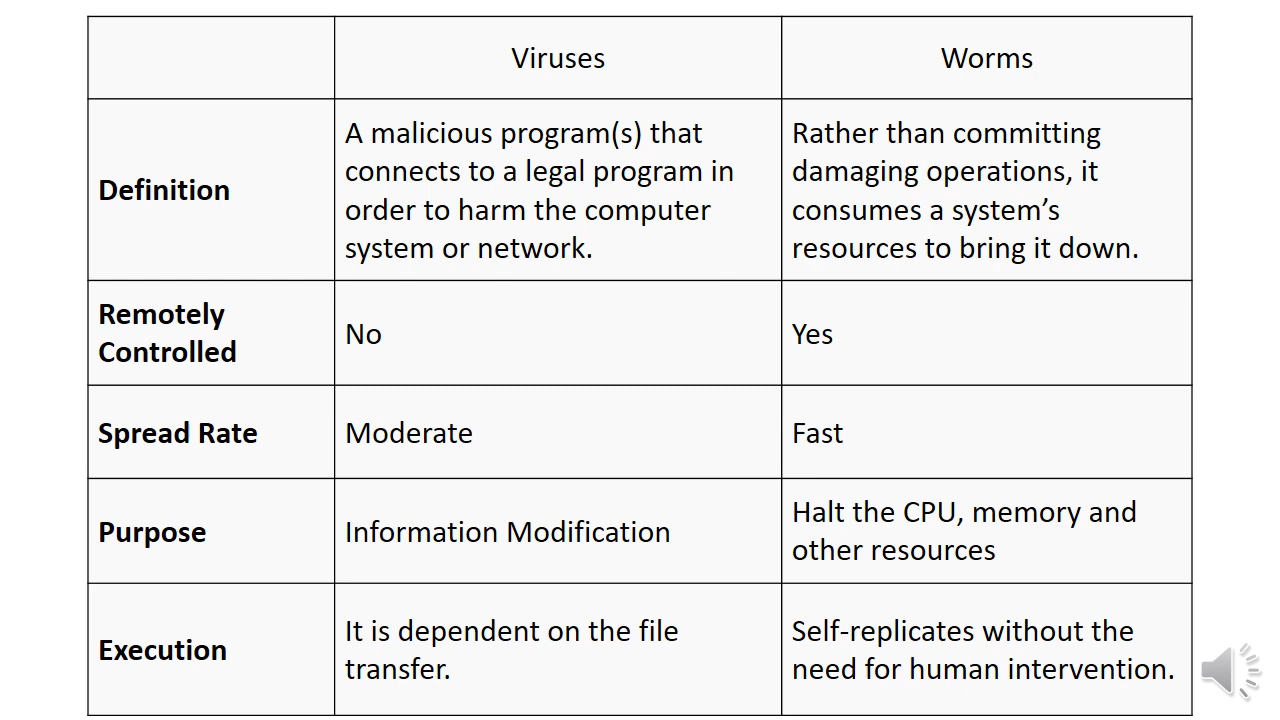 Viruses
Worms
Definition
A malicious program(s) that
connects to a legal program in
order to harm the computer
system or network.
Rather than committing
damaging operations, it
consumes a system’s
resources to bring it down.
Remotely
Controlled
No
Yes
Spread Rate
Moderate
Fast
Purpose
Information Modification
Halt the CPU, memory and
other resources
Execution
It is dependent on the file
transfer.
Self-replicates without the
need for human intervention.